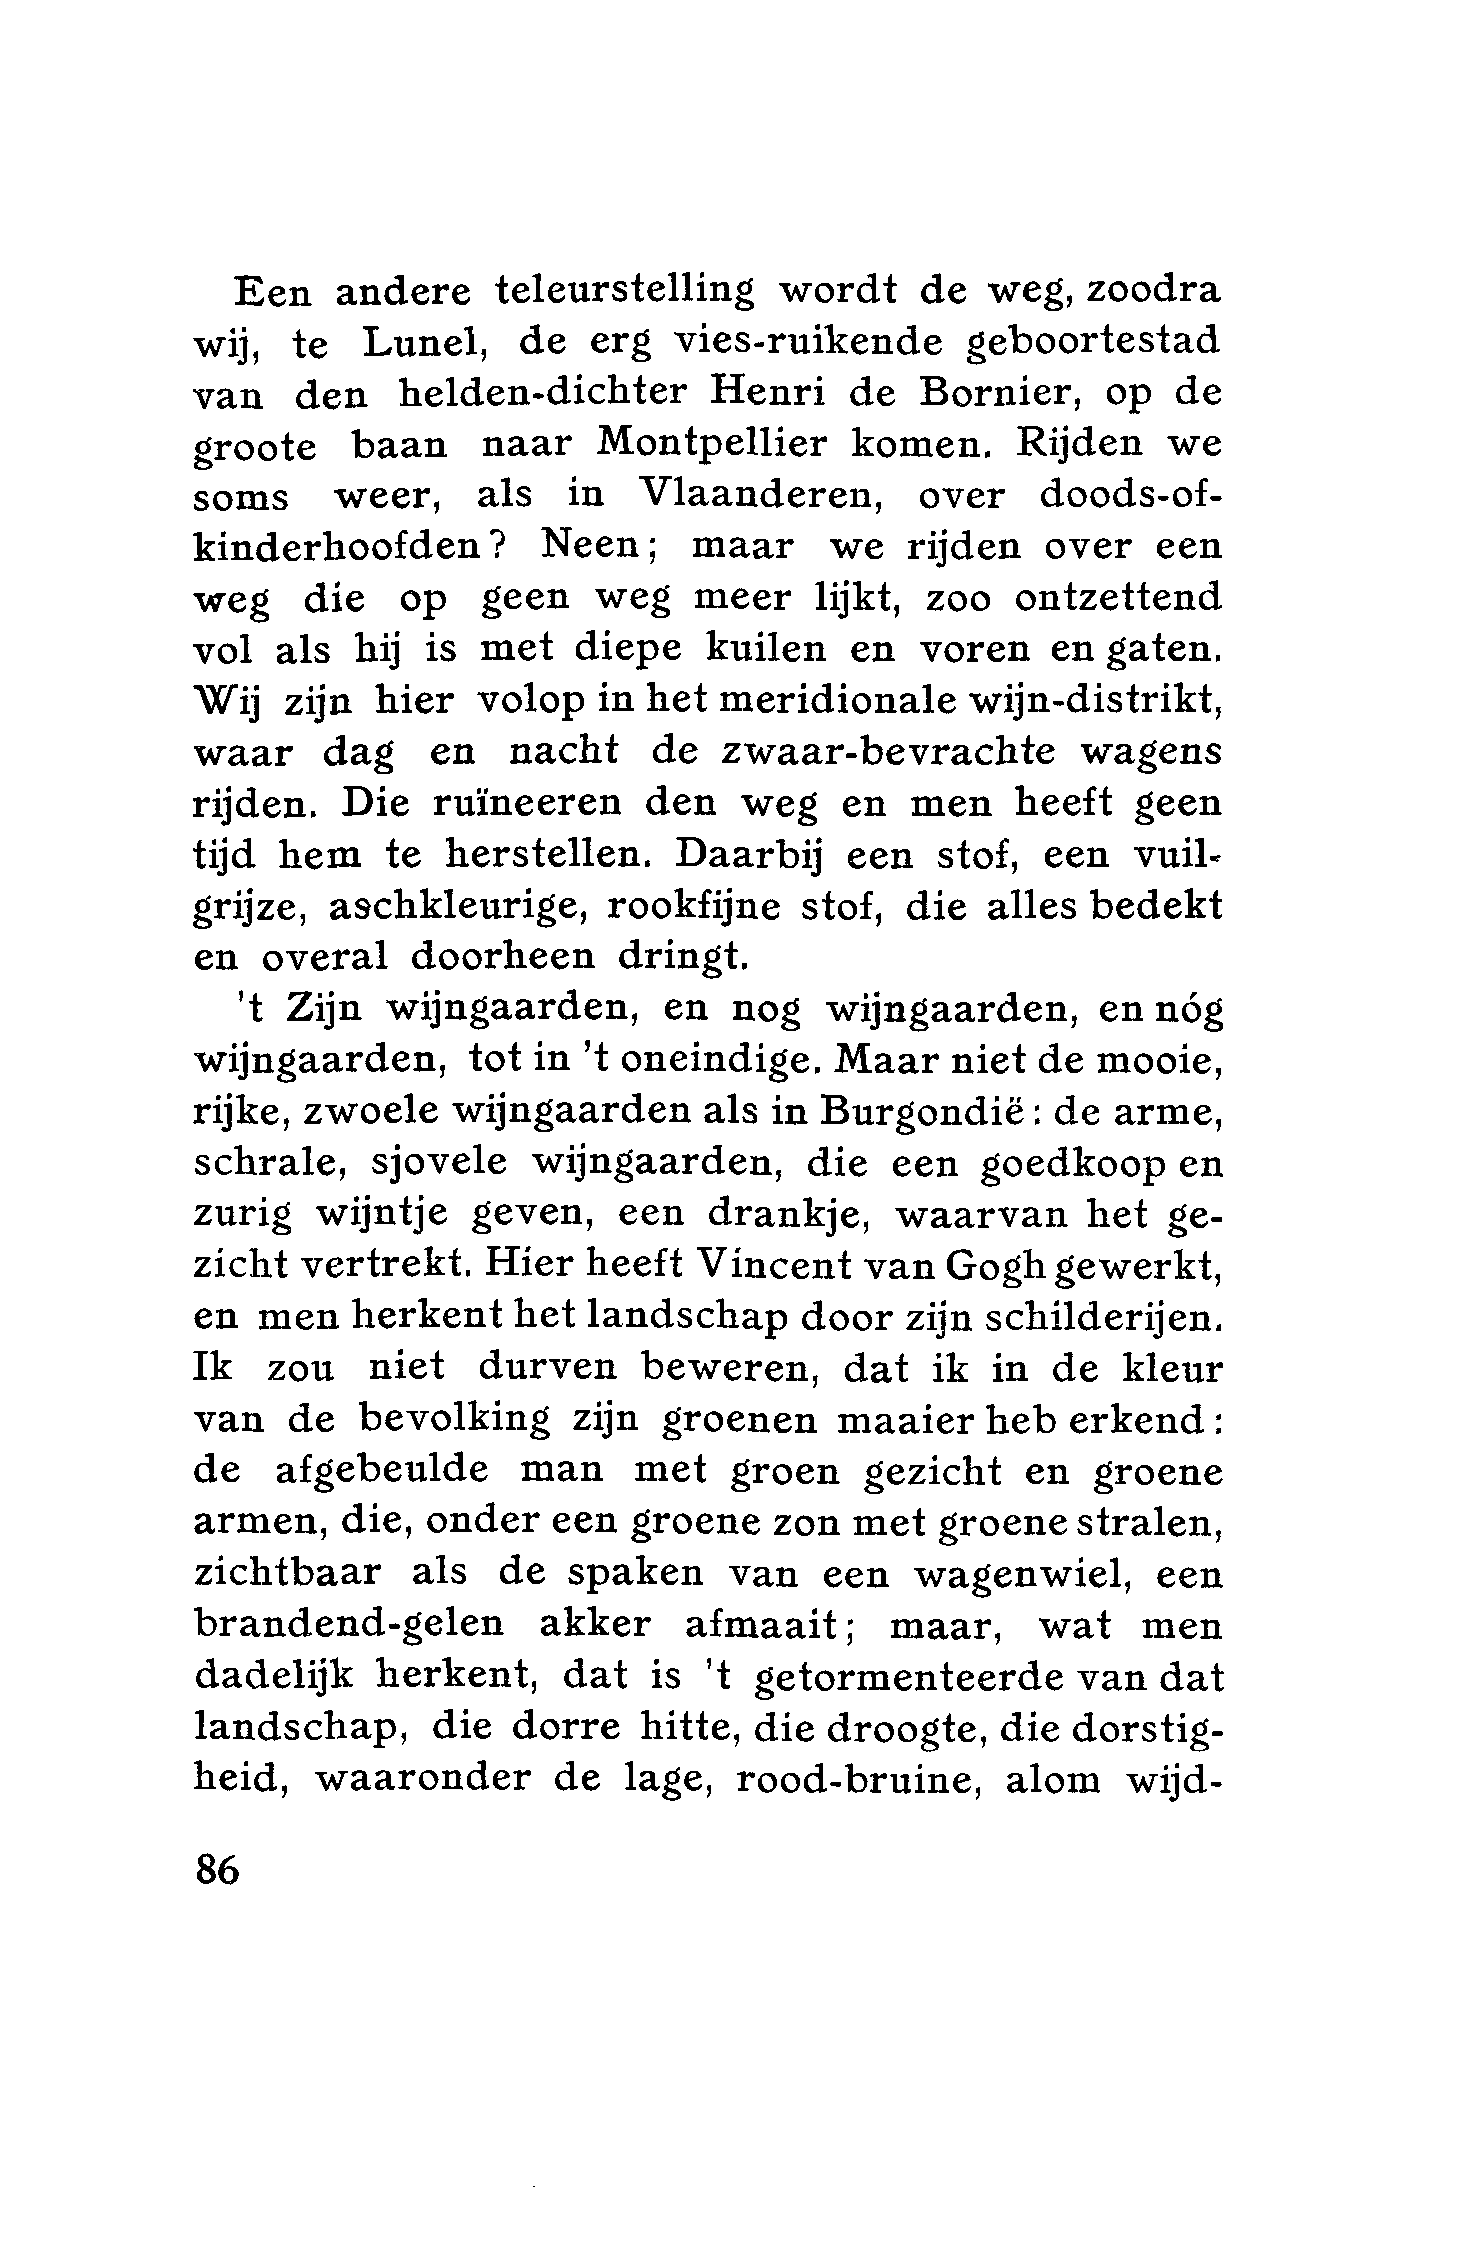 Een andere teleurstelling wordt de weg, zoodra
wij, te Lunel, de erg vies-ruikende geboortestad
van den helden-dichter Henri de Bornier, op de
groote baan naar Montpellier komen. Rijden we
soms weer, als in Vlaanderen, over doods-of-
kinderhoofden? Neen; maar we rijden over een
weg die op geen weg meer lijkt, zoo ontzettend
vol als hij is met diepe kuilen en voren en gaten.
Wij zijn hier volop in het meridionale wijn-distrikt,
waar dag en nacht de zwaar-bevrachte wagens
rijden. Die ruïneeren den weg en men heeft geen
tijd hem te herstellen. Daarbij een stof, een vuil-
grijze, aschkleurige, rookfijne stof, die alles bedekt
en overal doorheen dringt.
't Zijn wijngaarden, en nog wijngaarden, en nóg
wijngaarden, tot in 't oneindige. Maar niet de mooie,
rijke, zwoele wijngaarden als in Burgondië: de arme,
schrale, sjovele wijngaarden, die een goedkoop en
zurig wijntje geven, een drankje, waarvan het ge-
zicht vertrekt. Hier heeft Vincent van Gogh gewerkt,
en men herkent het landschap door zijn schilderijen.
Ik zou niet durven beweren, dat ik in de kleur
van de bevolking zijn groenen maaier heb erkend:
de afgebeulde man met groen gezicht en groene
armen, die, onder een groene zon met groene stralen,
zichtbaar als de spaken van een wagenwiel, een
brandend-gelen akker afmaait; maar, wat men
dadelijk herkent, dat is 't getormenteerde van dat
landschap, die dorre hitte, die droogte, die dorstig-
heid, waaronder de lage, rood-bruine, alom wijd-
86